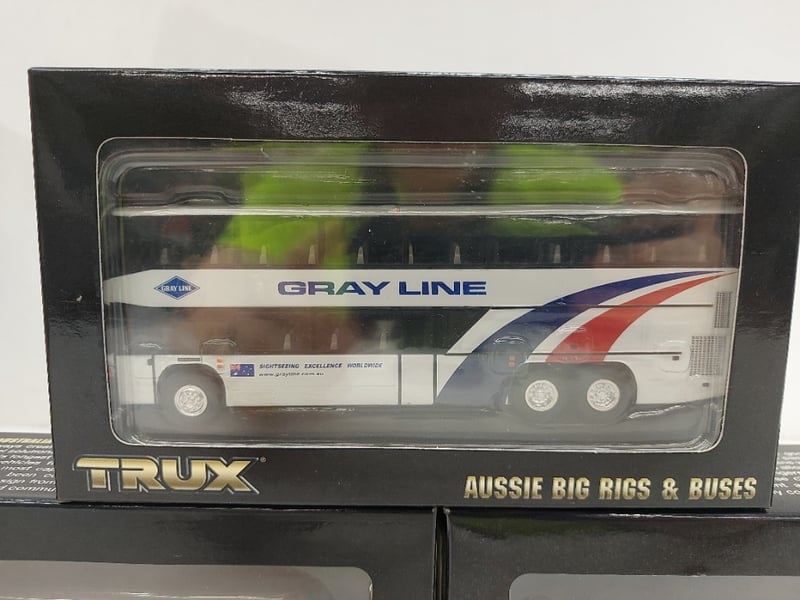 GRAY LINE
GRAY LINE
SIGHTSEEING EXCELLENCE WORLDWIDE
www.grayline.com.au
TRUX
AUSSIE BIG RIGS & BUSES